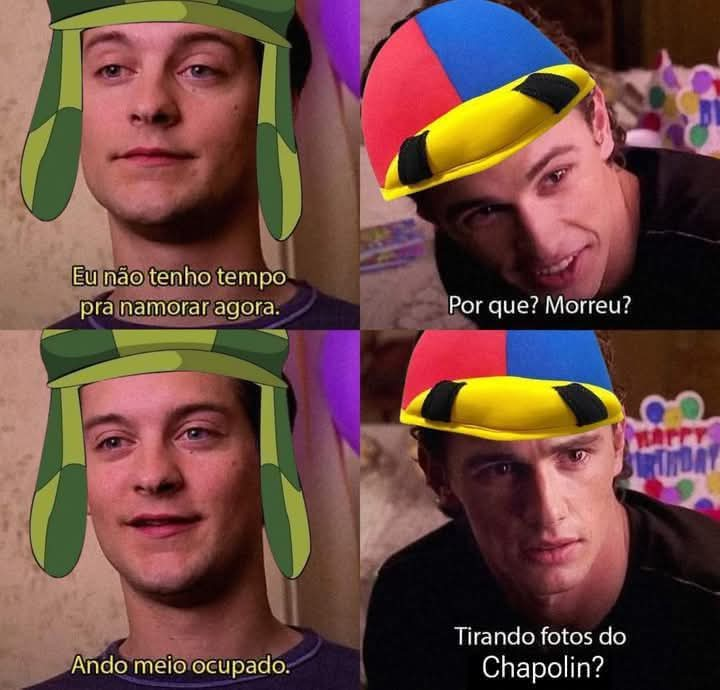 Eu não tenho tempo
pra namorar agora.
Por que? Morreu?
Ando meio ocupado.
HAPPY
BIRTHDAY
Tirando fotos do
Chapolin?